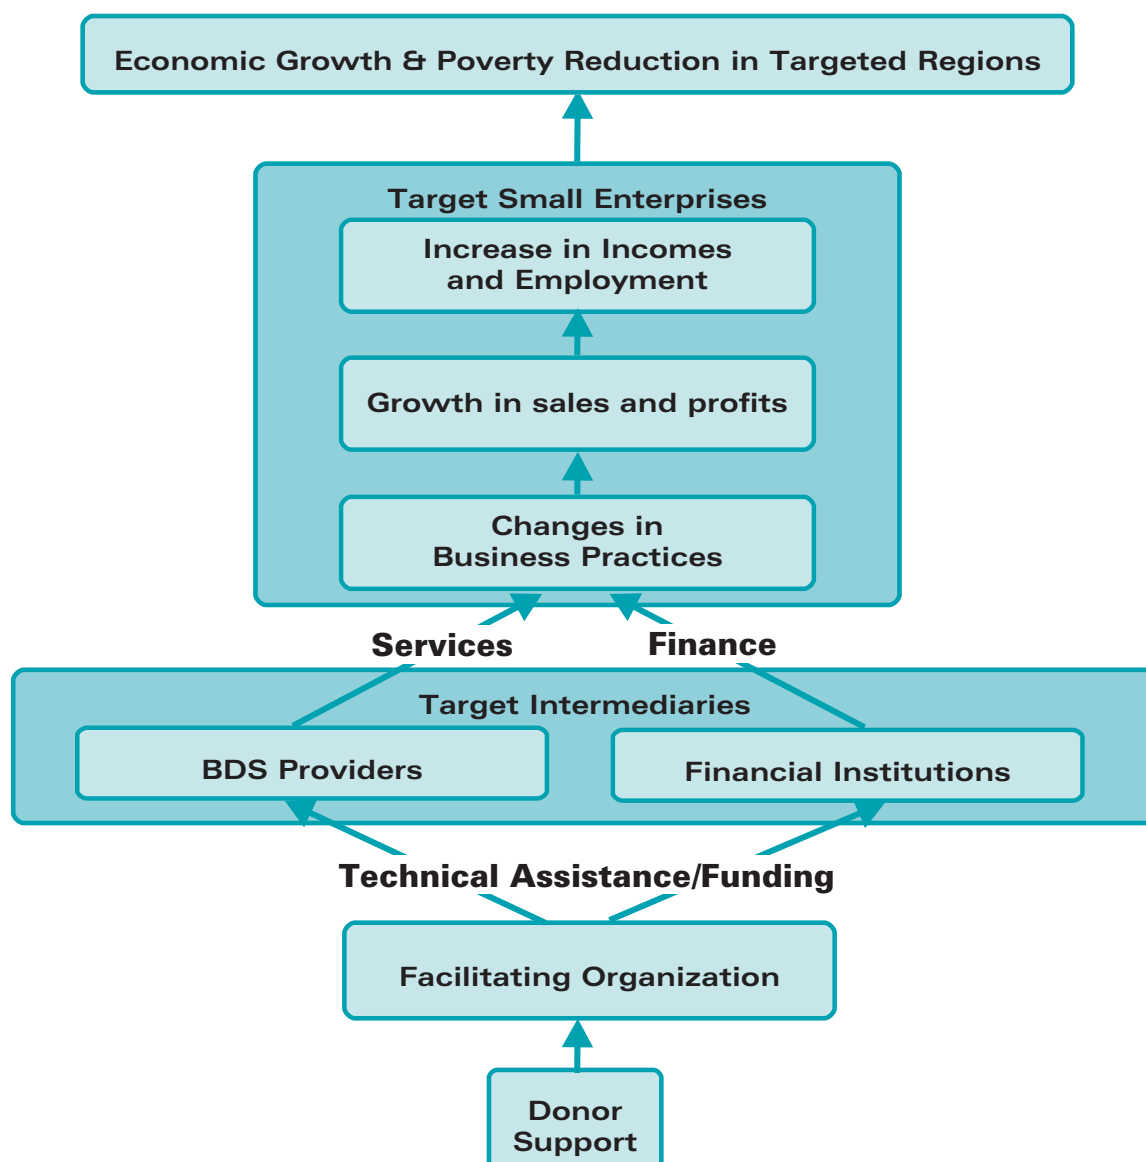 Economic Growth & Poverty Reduction in Targeted Regions
Target Small Enterprises
Increase in Incomes
and Employment
Growth in sales and profits
Changes in
Business Practices
Services
Finance
Target Intermediaries
BDS Providers
Financial Institutions
Technical Assistance/Funding
Facilitating Organization
Donor
Support